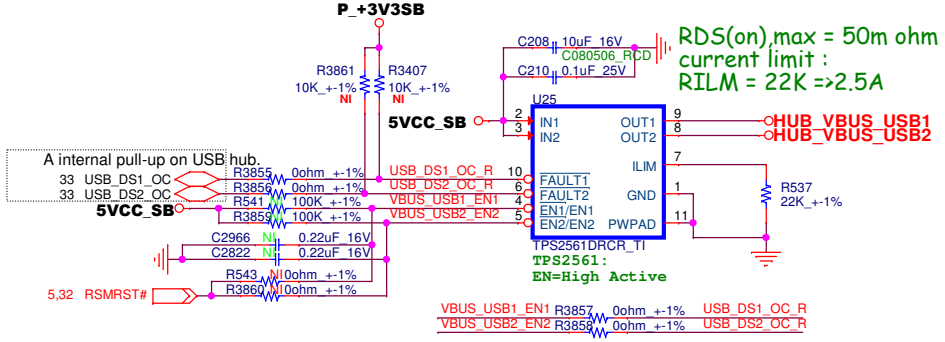 P_+3V3SB
C208 10uF_16V
C080506_RCD
C210 0.1uF_25V
RDS(on),max = 50m ohm
current limit :
RILM = 22K =>2.5A
R3861 R3407
10K_+-1% 10K_+-1%
NI NI
U25
5VCC_SB
2 IN1
3 IN2
OUT1 9 HUB_VBUS_USB1
OUT2 8 HUB_VBUS_USB2
ILIM 7
GND 1
PWPAD 11
R537
22K_+-1%
A internal pull-up on USB hub.
33 USB_DS1_OC R3855 0ohm_+-1% USB_DS1_OC_R 10 FAULT1
33 USB_DS2_OC R3856 0ohm_+-1% USB_DS2_OC_R 6 FAULT2
5VCC_SB R541 NI 100K_+-1% VBUS_USB1_EN1 4 EN1/EN1
R3859 NI 100K_+-1% VBUS_USB2_EN2 5 EN2/EN2
C2966 NI 0.22uF_16V
C2822 NI 0.22uF_16V
TPS2561DRCR_TI
TPS2561:
EN=High Active
R543 NI 0ohm_+-1%
5,32 RSMRST# R3860 NI 0ohm_+-1%
VBUS_USB1_EN1 R3857 0ohm_+-1% USB_DS1_OC_R
VBUS_USB2_EN2 R3858 0ohm_+-1% USB_DS2_OC_R